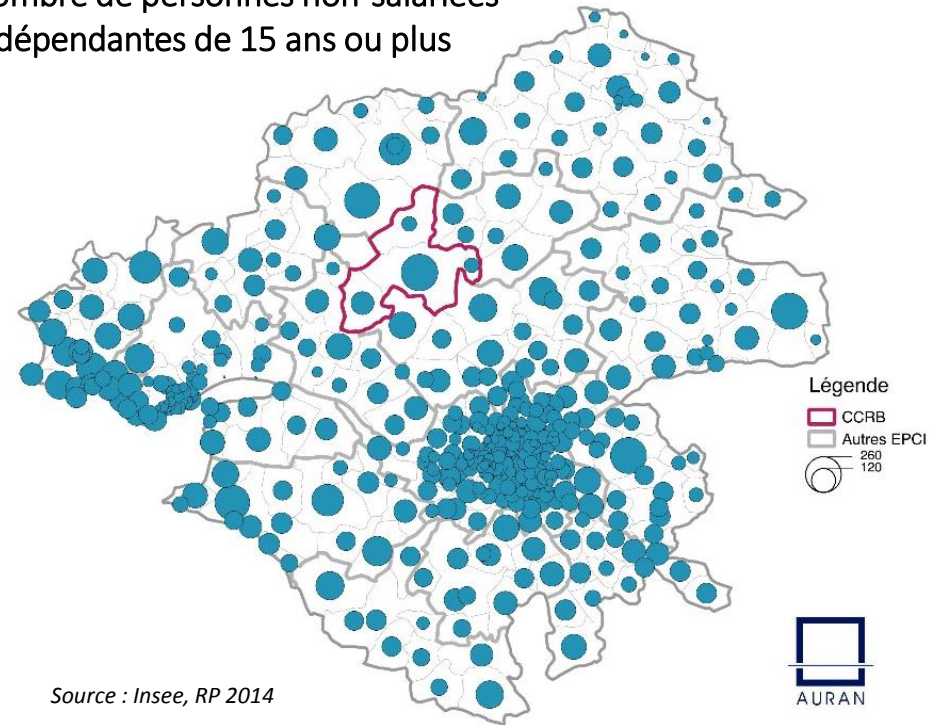 ombre de personnes non-salariées
dépendantes de 15 ans ou plus
Légende
CCRB
Autres EPCI
260
120
AURAN
Source : Insee, RP 2014